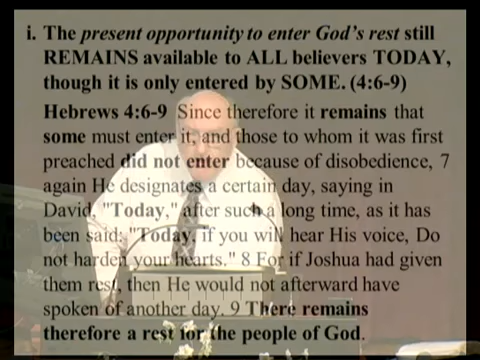 i. The present opportunity to enter God's rest still
REMAINS available to ALL believers TODAY,
though it is only entered by SOME. (4:6-9)
Hebrews 4:6-9 Since therefore it remains that
some must enter it, and those to whom it was first
preached did not enter because of disobedience, 7
again He designates a certain day, saying in
David, "Today," after such a long time, as it has
been said: "Today, if you will hear His voice, Do
not harden your hearts." 8 For if Joshua had given
them rest, then He would not afterward have
spoken of another day. 9 There remains
therefore a rest for the people of God.